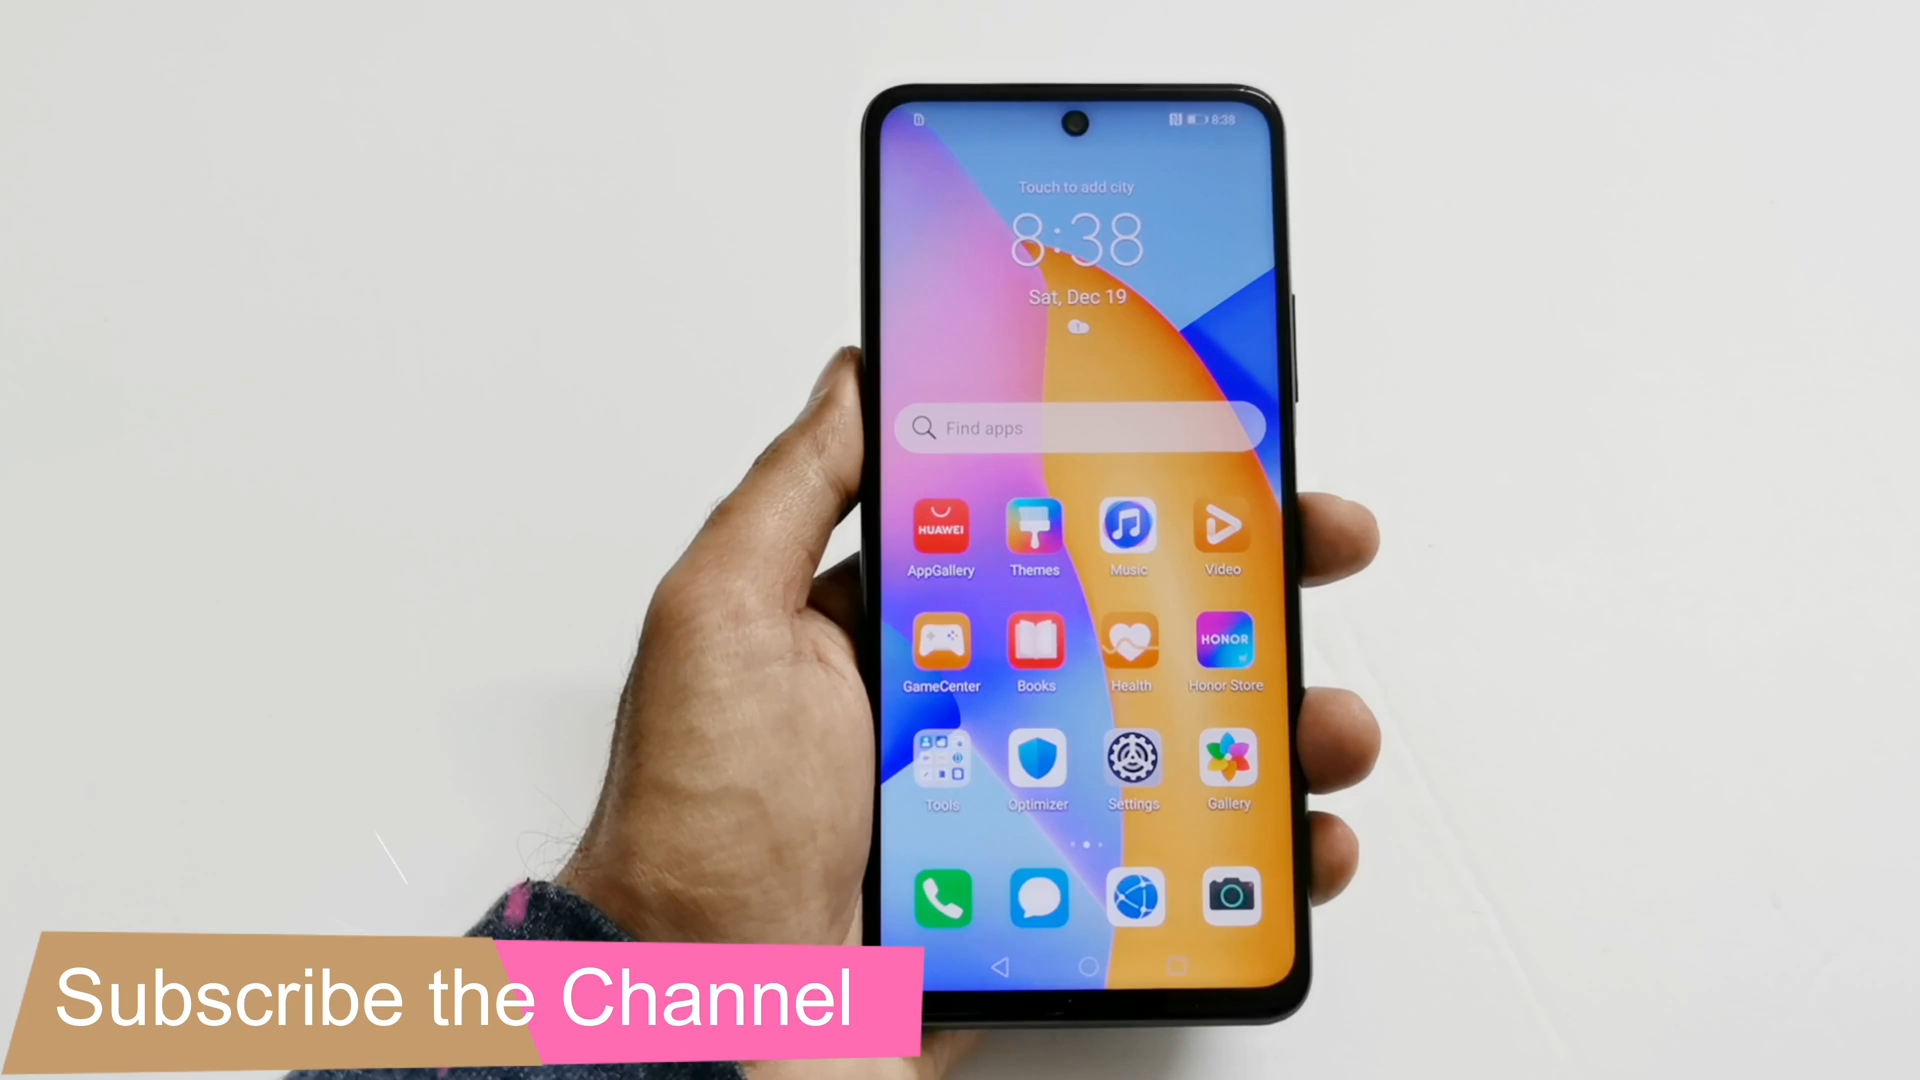 8:38
Touch to add city
8:38
Sat, Dec 19
Find apps
HUAWEI
AppGallery Themes Music Video
HONOR
GameCenter Books Health Honor Store
Tools Optimizer Settings Gallery
Subscribe the Channel